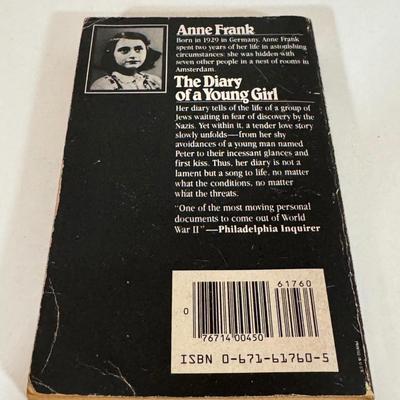 Anne Frank
Born in 1929 in Germany, Anne Frank
spent two years of her life in astonishing
circumstances: she was hidden with
seven other people in a nest of rooms in
Amsterdam.
The Diary
of a Young Girl
Her diary tells of the life of a group of
Jews waiting in fear of discovery by the
Nazis. Yet within it, a tender love story
slowly unfolds—from her shy
avoidances of a young man named
Peter to their incessant glances and
first kiss. Thus, her diary is not a
lament but a song to life, no matter
what the conditions, no matter
what the threats.
"One of the most moving personal
documents to come out of World
War II"—Philadelphia Inquirer
61760
0
76714 00450
ISBN 0-671-61760-5